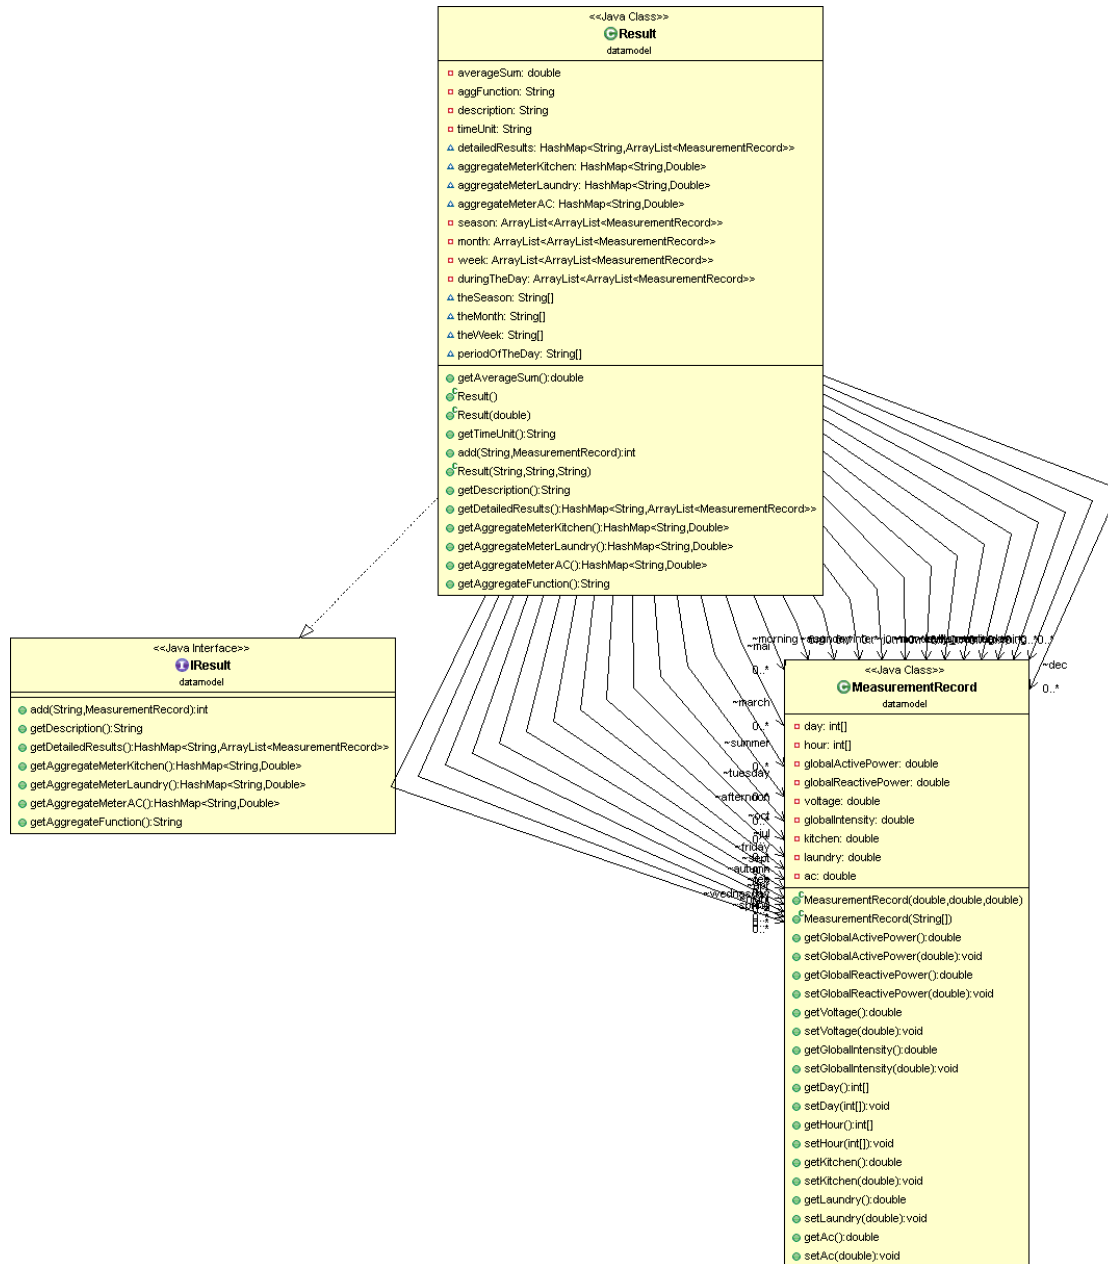 <<Java Class>>
Result
datamodel
averageSum: double
aggFunction: String
description: String
timeUnit: String
detailedResults: HashMap<String,ArrayList<MeasurementRecord>>
aggregateMeterKitchen: HashMap<String,Double>
aggregateMeterLaundry: HashMap<String,Double>
aggregateMeterAC: HashMap<String,Double>
season: ArrayList<ArrayList<MeasurementRecord>>
month: ArrayList<ArrayList<MeasurementRecord>>
week: ArrayList<ArrayList<MeasurementRecord>>
duringTheDay: ArrayList<ArrayList<MeasurementRecord>>
theSeason: String[]
theMonth: String[]
theWeek: String[]
periodOfTheDay: String[]
getAverageSum():double
Result()
Result(double)
getTimeUnit():String
add(String,MeasurementRecord):int
Result(String,String,String)
getDescription():String
getDetailedResults():HashMap<String,ArrayList<MeasurementRecord>>
getAggregateMeterKitchen():HashMap<String,Double>
getAggregateMeterLaundry():HashMap<String,Double>
getAggregateMeterAC():HashMap<String,Double>
getAggregateFunction():String
<<Java Interface>>
IResult
datamodel
add(String,MeasurementRecord):int
getDescription():String
getDetailedResults():HashMap<String,ArrayList<MeasurementRecord>>
getAggregateMeterKitchen():HashMap<String,Double>
getAggregateMeterLaundry():HashMap<String,Double>
getAggregateMeterAC():HashMap<String,Double>
getAggregateFunction():String
~morning
~mai
0..*
~march
0..*
~summer
0..*
~tuesday
0..*
~afternoon
~oct
~jul
~friday
~sept
~autumn
~feb
~wednesday
0..*
~dec
0..*
<<Java Class>>
MeasurementRecord
datamodel
day: int[]
hour: int[]
globalActivePower: double
globalReactivePower: double
voltage: double
globalIntensity: double
kitchen: double
laundry: double
ac: double
MeasurementRecord(double,double,double)
MeasurementRecord(String[])
getGlobalActivePower():double
setGlobalActivePower(double):void
getGlobalReactivePower():double
setGlobalReactivePower(double):void
getVoltage():double
setVoltage(double):void
getGlobalIntensity():double
setGlobalIntensity(double):void
getDay():int[]
setDay(int[]):void
getHour():int[]
setHour(int[]):void
getKitchen():double
setKitchen(double):void
getLaundry():double
setLaundry(double):void
getAc():double
setAc(double):void